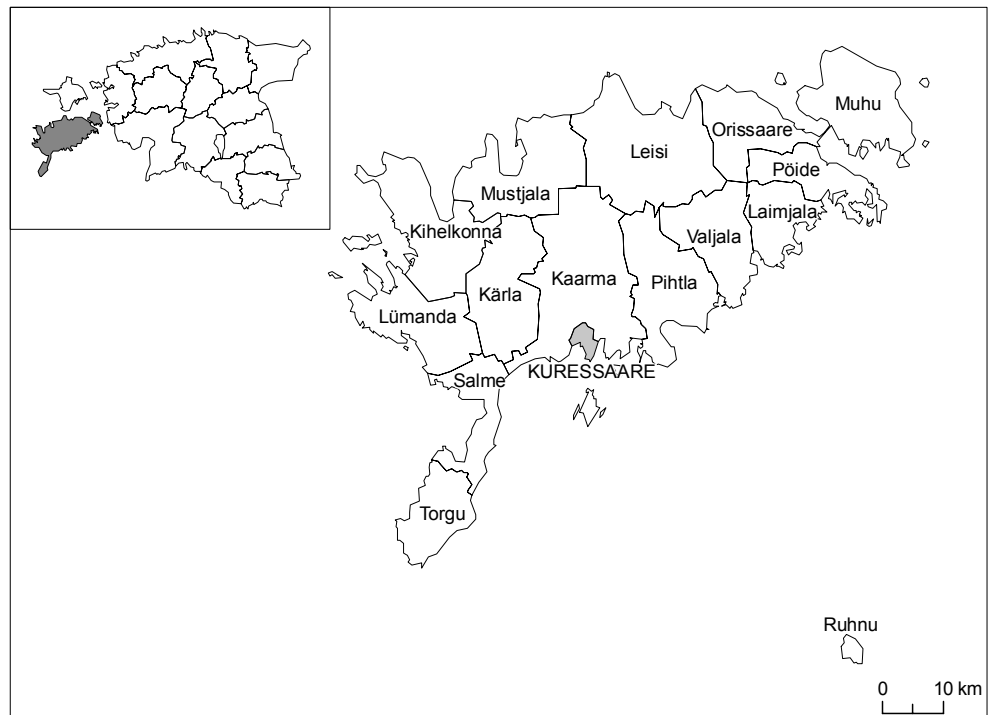 Muhu
Orissaare
Leisi
Pöide
Mustjala
Laimjala
Kihelkonna
Valjala
Kaarma
Pihtla
Kärla
Lümanda
KURESSAARE
Salme
Torgu
Ruhnu
0 10 km